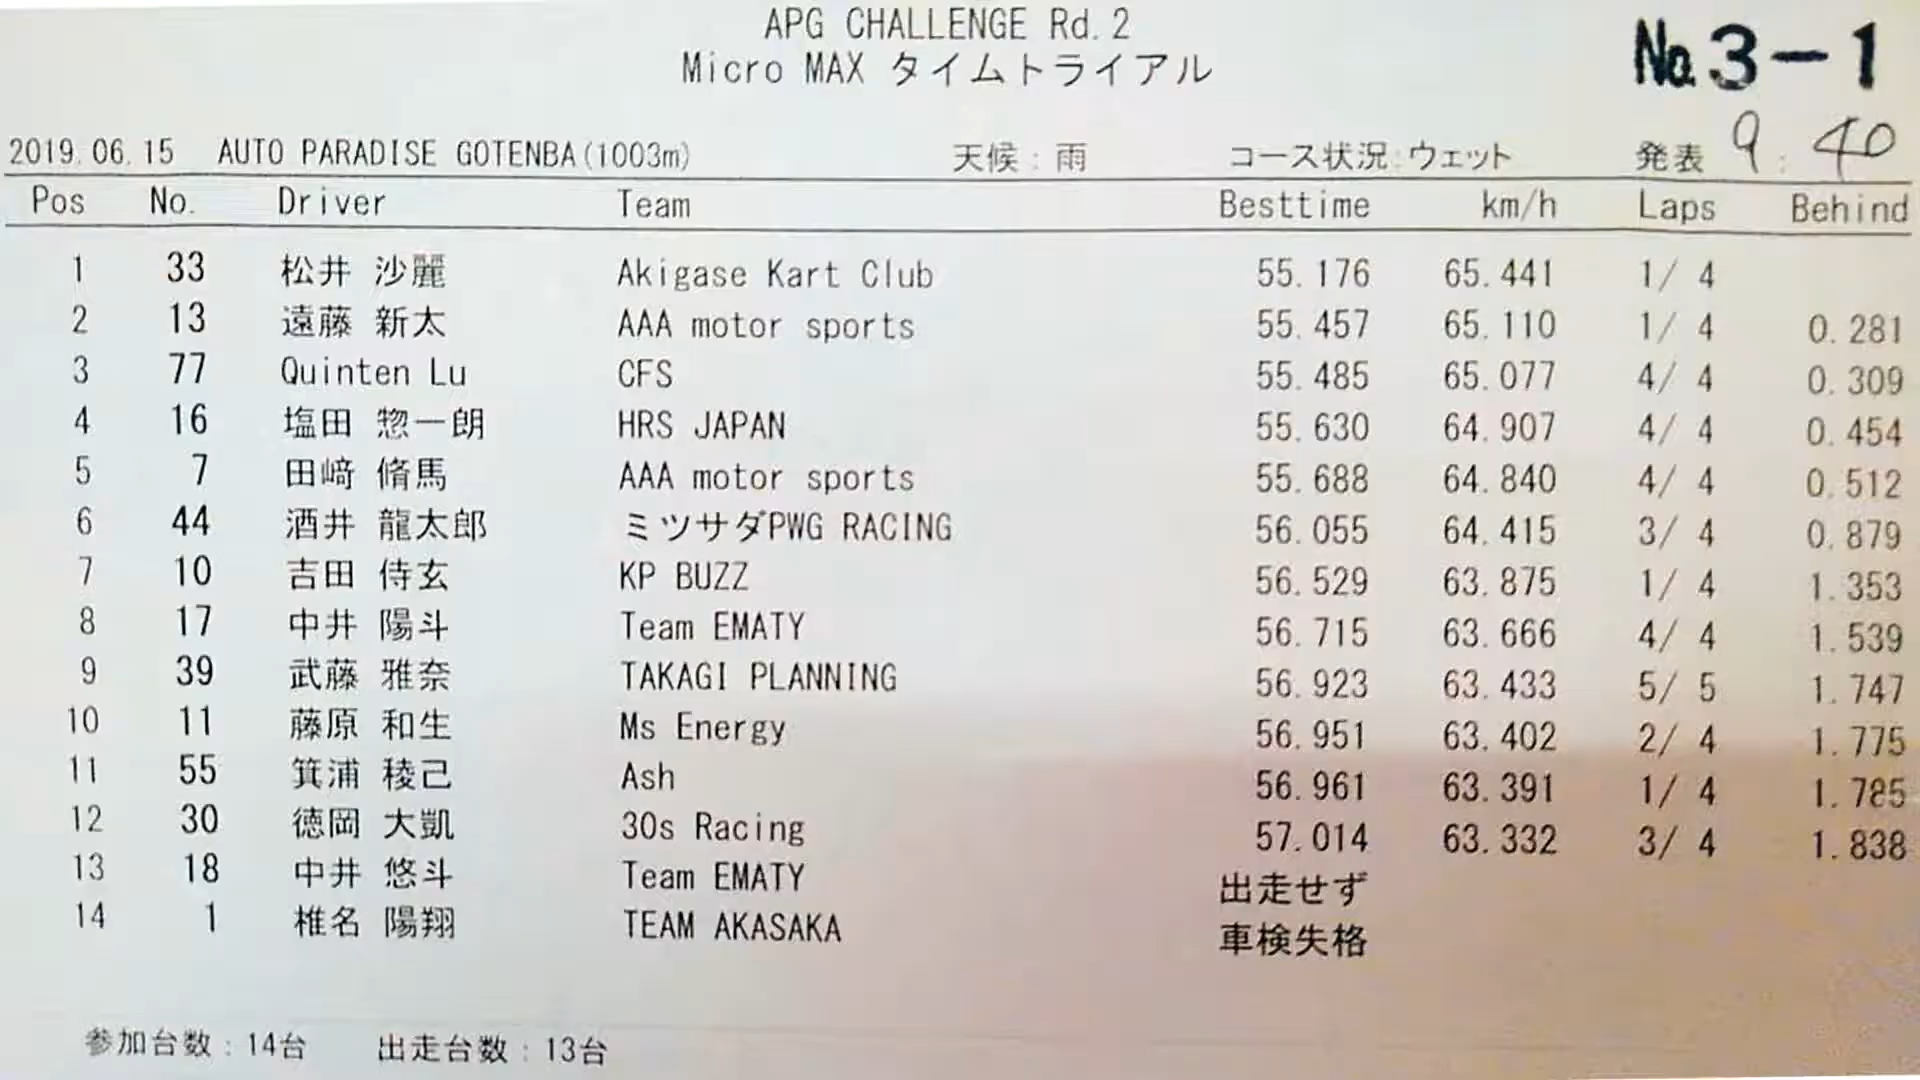 APG CHALLENGE Rd.2
Micro MAX タイムトライアル
№3-1
2019.06.15 AUTO PARADISE GOTENBA(1003m) 天候:雨 コース状況:ウェット 発表 9:40
Pos No. Driver Team Besttime km/h Laps Behind
1 33 松井 沙麗 Akigase Kart Club 55.176 65.441 1/ 4
2 13 遠藤 新太 AAA motor sports 55.457 65.110 1/ 4 0.281
3 77 Quinten Lu CFS 55.485 65.077 4/ 4 0.309
4 16 塩田 惣一朗 HRS JAPAN 55.630 64.907 4/ 4 0.454
5 7 田﨑 脩馬 AAA motor sports 55.688 64.840 4/ 4 0.512
6 44 酒井 龍太郎 ミツサダPWG RACING 56.055 64.415 3/ 4 0.879
7 10 吉田 侍玄 KP BUZZ 56.529 63.875 1/ 4 1.353
8 17 中井 陽斗 Team EMATY 56.715 63.666 4/ 4 1.539
9 39 武藤 雅奈 TAKAGI PLANNING 56.923 63.433 5/ 5 1.747
10 11 藤原 和生 Ms Energy 56.951 63.402 2/ 4 1.775
11 55 箕浦 稜己 Ash 56.961 63.391 1/ 4 1.785
12 30 徳岡 大凱 30s Racing 57.014 63.332 3/ 4 1.838
13 18 中井 悠斗 Team EMATY 出走せず
14 1 椎名 陽翔 TEAM AKASAKA 車検失格
参加台数:14台 出走台数:13台